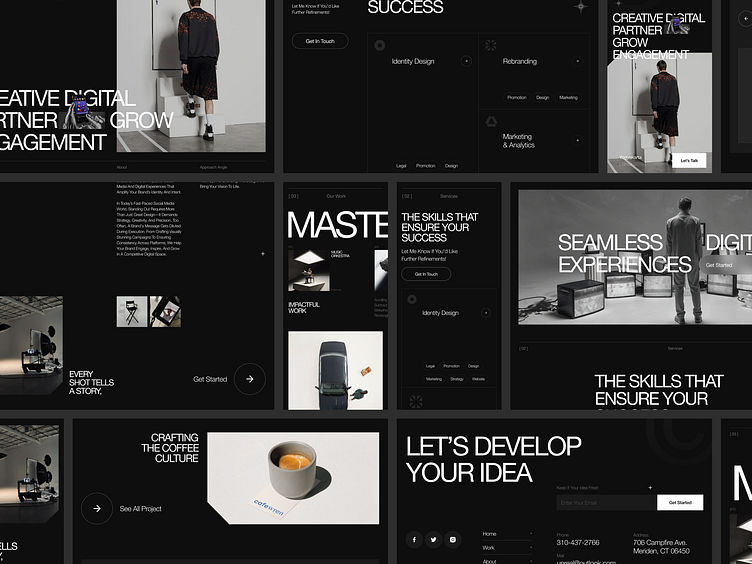 EATIVE DIGITAL
RTNER GROW
GAGEMENT
About
Approach Angle
Let Me Know If You'd Like
Further Refinements!
SUCCESS
Get In Touch
Identity Design
Legal Promotion Design
Rebranding
Promotion Design Marketing
Marketing
& Analytics
CREATIVE DIGITAL
PARTNER
GROW
ENGAGEMENT
Let's Talk
Media And Digital Experiences That
Amplify Your Brand's Identity And Intent.
Bring Your Vision To Life.
In Today's Fast-Paced Social Media
World, Standing Out Requires More
Than Just Great Design—It Demands
Strategy, Creativity, And Precision. Too
Often, A Brand's Message Gets Diluted
During Execution. From Crafting Visually
Stunning Campaigns To Ensuring
Consistency Across Platforms, We Help
Your Brand Engage, Inspire, And Grow
In A Competitive Digital Space.
EVERY
SHOT TELLS
A STORY,
Get Started
[ 03 ] Our Work
MASTE
MUSIC
ORKESTRA
IMPACTFUL
WORK
[ 02 ] Services
THE SKILLS THAT
ENSURE YOUR
SUCCESS
Let Me Know If You'd Like
Further Refinements!
Get In Touch
Identity Design
Legal Promotion Design
Marketing Strategy Website
SEAMLESS DIGIT
EXPERIENCES
Get Started
Services
THE SKILLS THAT
ENSURE YOUR
SUCCESS
ELLS
CRAFTING
THE COFFEE
CULTURE
See All Project
cafewren
LET'S DEVELOP
YOUR IDEA
Keep If Your Idea Fresh!
Enter Your Email
Get Started
Home
Work
About
Phone
310-437-2766
Mail
unreal@outlook.com
Address
706 Campfire Ave.
Meriden, CT 06450
M